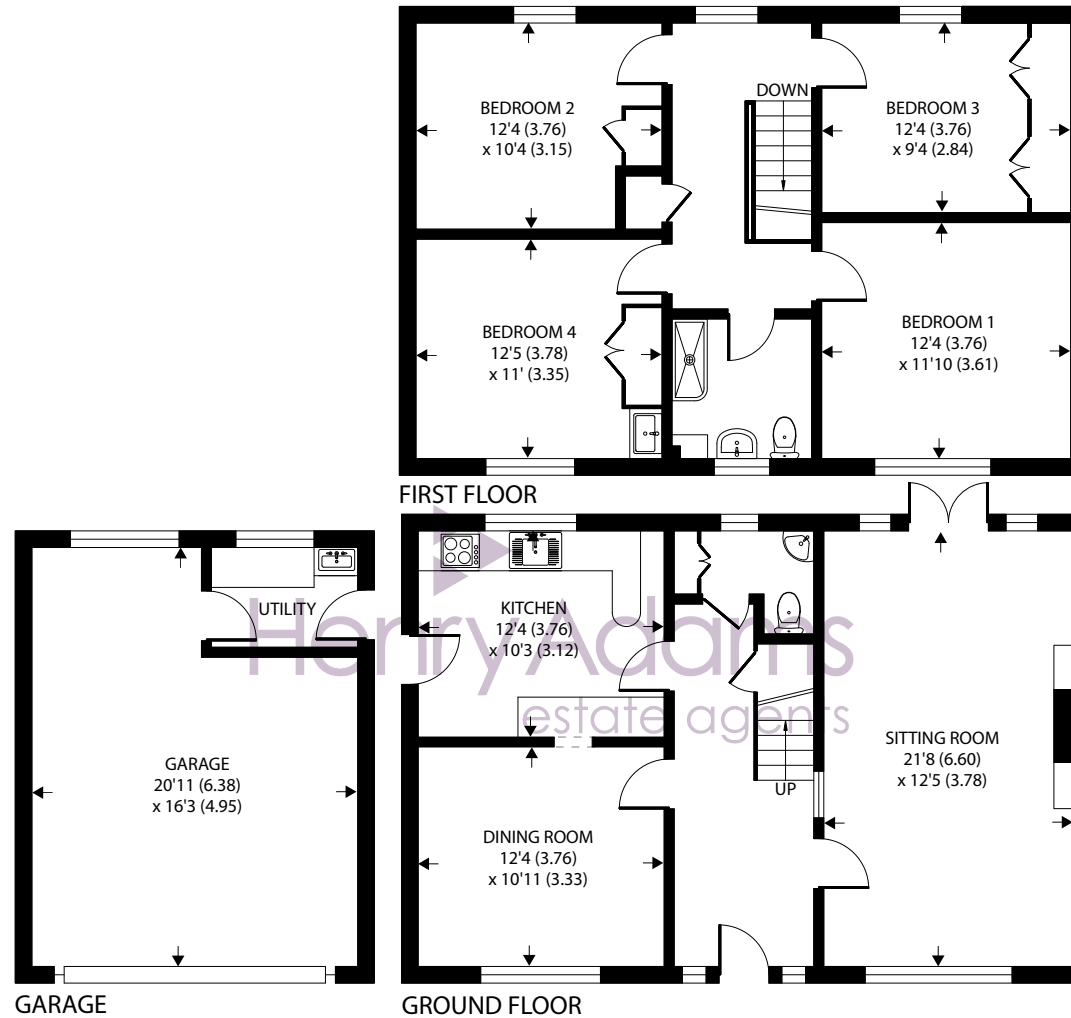 BEDROOM 2
12'4 (3.76)
x 10'4 (3.15)
DOWN
BEDROOM 3
12'4 (3.76)
x 9'4 (2.84)
BEDROOM 4
12'5 (3.78)
x 11' (3.35)
BEDROOM 1
12'4 (3.76)
x 11'10 (3.61)
FIRST FLOOR
UTILITY
KITCHEN
12'4 (3.76)
x 10'3 (3.12)
Henry Adams
estate agents
GARAGE
20'11 (6.38)
x 16'3 (4.95)
UP
SITTING ROOM
21'8 (6.60)
x 12'5 (3.78)
DINING ROOM
12'4 (3.76)
x 10'11 (3.33)
GARAGE
GROUND FLOOR